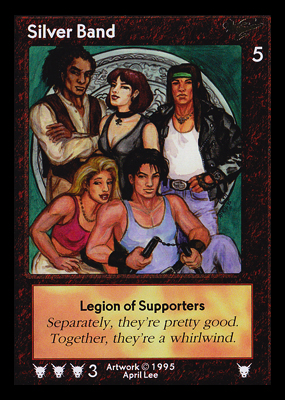 Silver Band
5
Legion of Supporters
Separately, they're pretty good.
Together, they're a whirlwind.
3
Artwork © 1995
April Lee